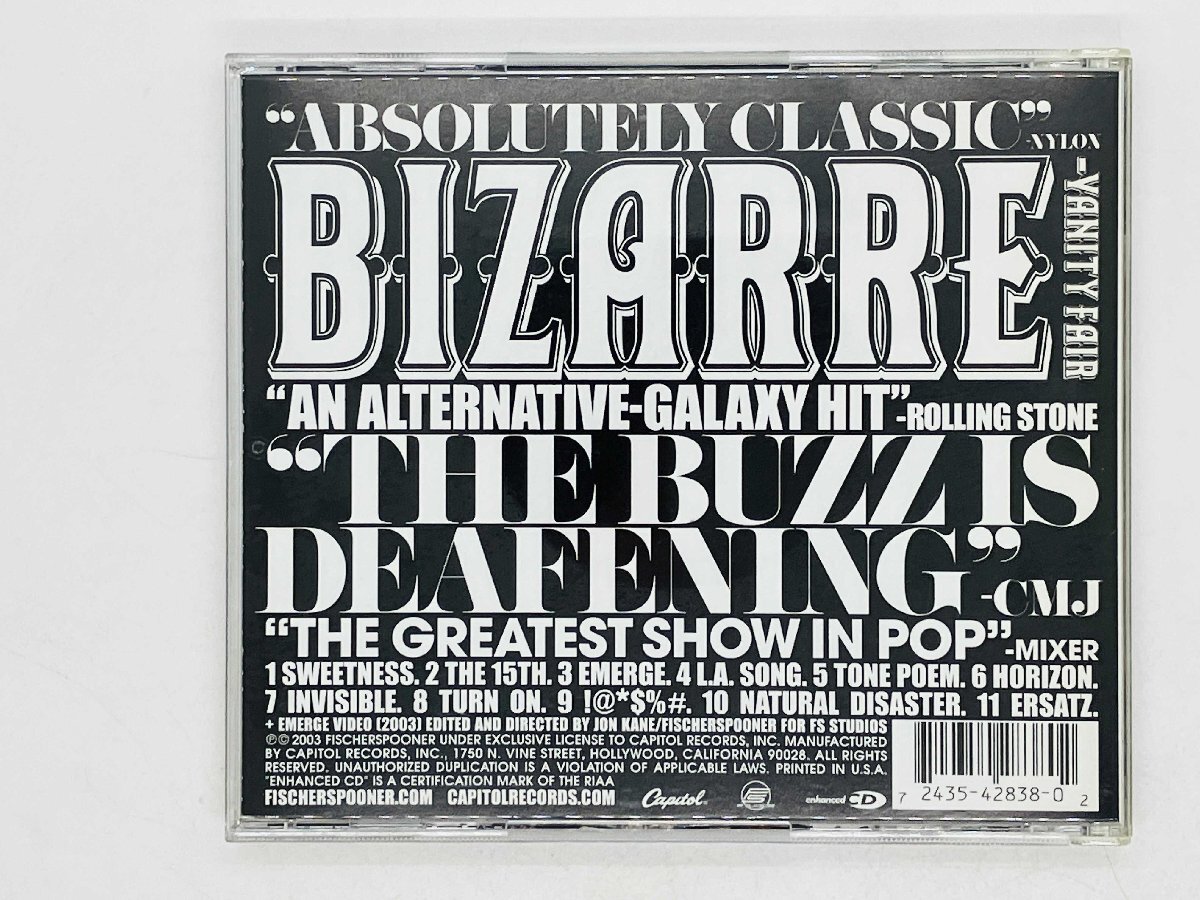 “ABSOLUTELY CLASSIC” -NYLON
BIZARRE
-VANITY FAIR
“AN ALTERNATIVE-GALAXY HIT” -ROLLING STONE
“THE BUZZ IS
DEAFENING” -CMJ
“THE GREATEST SHOW IN POP” -MIXER
1 SWEETNESS. 2 THE 15TH. 3 EMERGE. 4 L.A. SONG. 5 TONE POEM. 6 HORIZON.
7 INVISIBLE. 8 TURN ON. 9 !@*$%#. 10 NATURAL DISASTER. 11 ERSATZ.
+ EMERGE VIDEO (2003) EDITED AND DIRECTED BY JON KANE/FISCHERSPOONER FOR FS STUDIOS
℗© 2003 FISCHERSPOONER UNDER EXCLUSIVE LICENSE TO CAPITOL RECORDS, INC. MANUFACTURED
BY CAPITOL RECORDS, INC., 1750 N. VINE STREET, HOLLYWOOD, CALIFORNIA 90028. ALL RIGHTS
RESERVED. UNAUTHORIZED DUPLICATION IS A VIOLATION OF APPLICABLE LAWS. PRINTED IN U.S.A.
"ENHANCED CD" IS A CERTIFICATION MARK OF THE RIAA
FISCHERSPOONER.COM CAPITOLRECORDS.COM Capitol enhanced CD
7 2435-42838-0 2